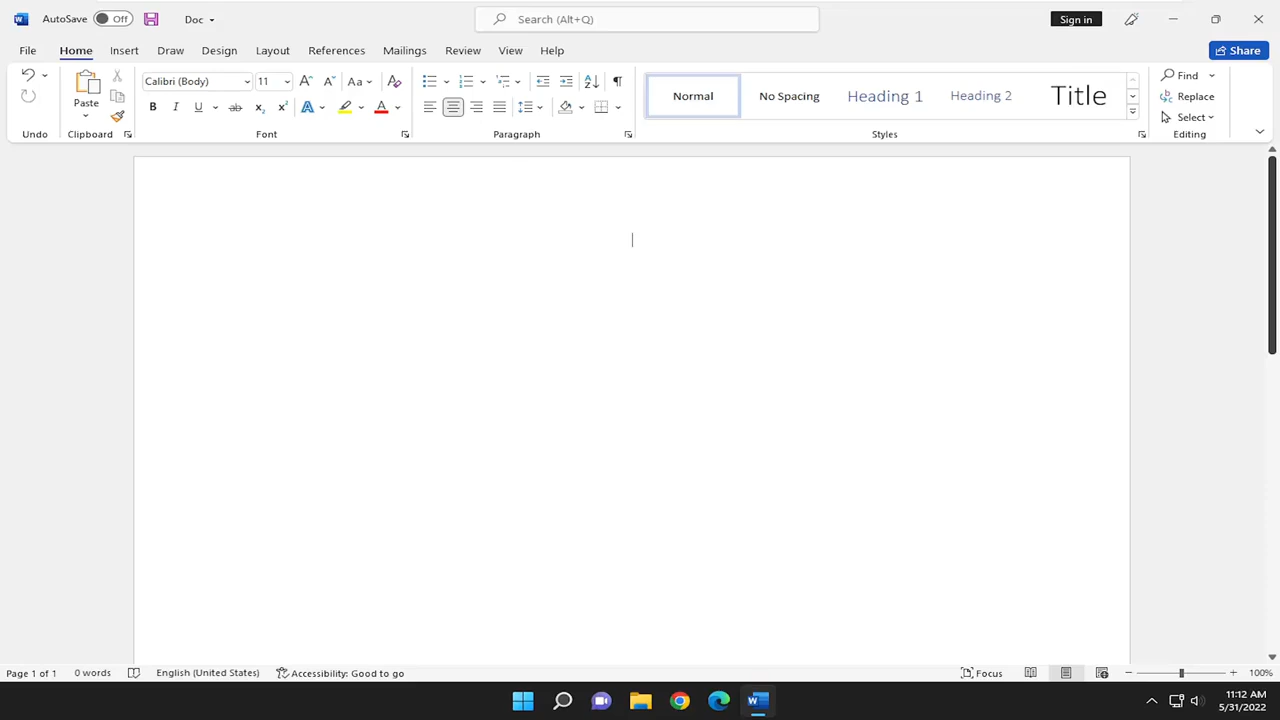 AutoSave Off Doc Search (Alt+Q) Sign in
File Home Insert Draw Design Layout References Mailings Review View Help Share
Paste Calibri (Body) 11 Aa Normal No Spacing Heading 1 Heading 2 Title Find
Replace
Select
Undo Clipboard Font Paragraph Styles Editing
Page 1 of 1 0 words English (United States) Accessibility: Good to go Focus 100%
11:12 AM
5/31/2022